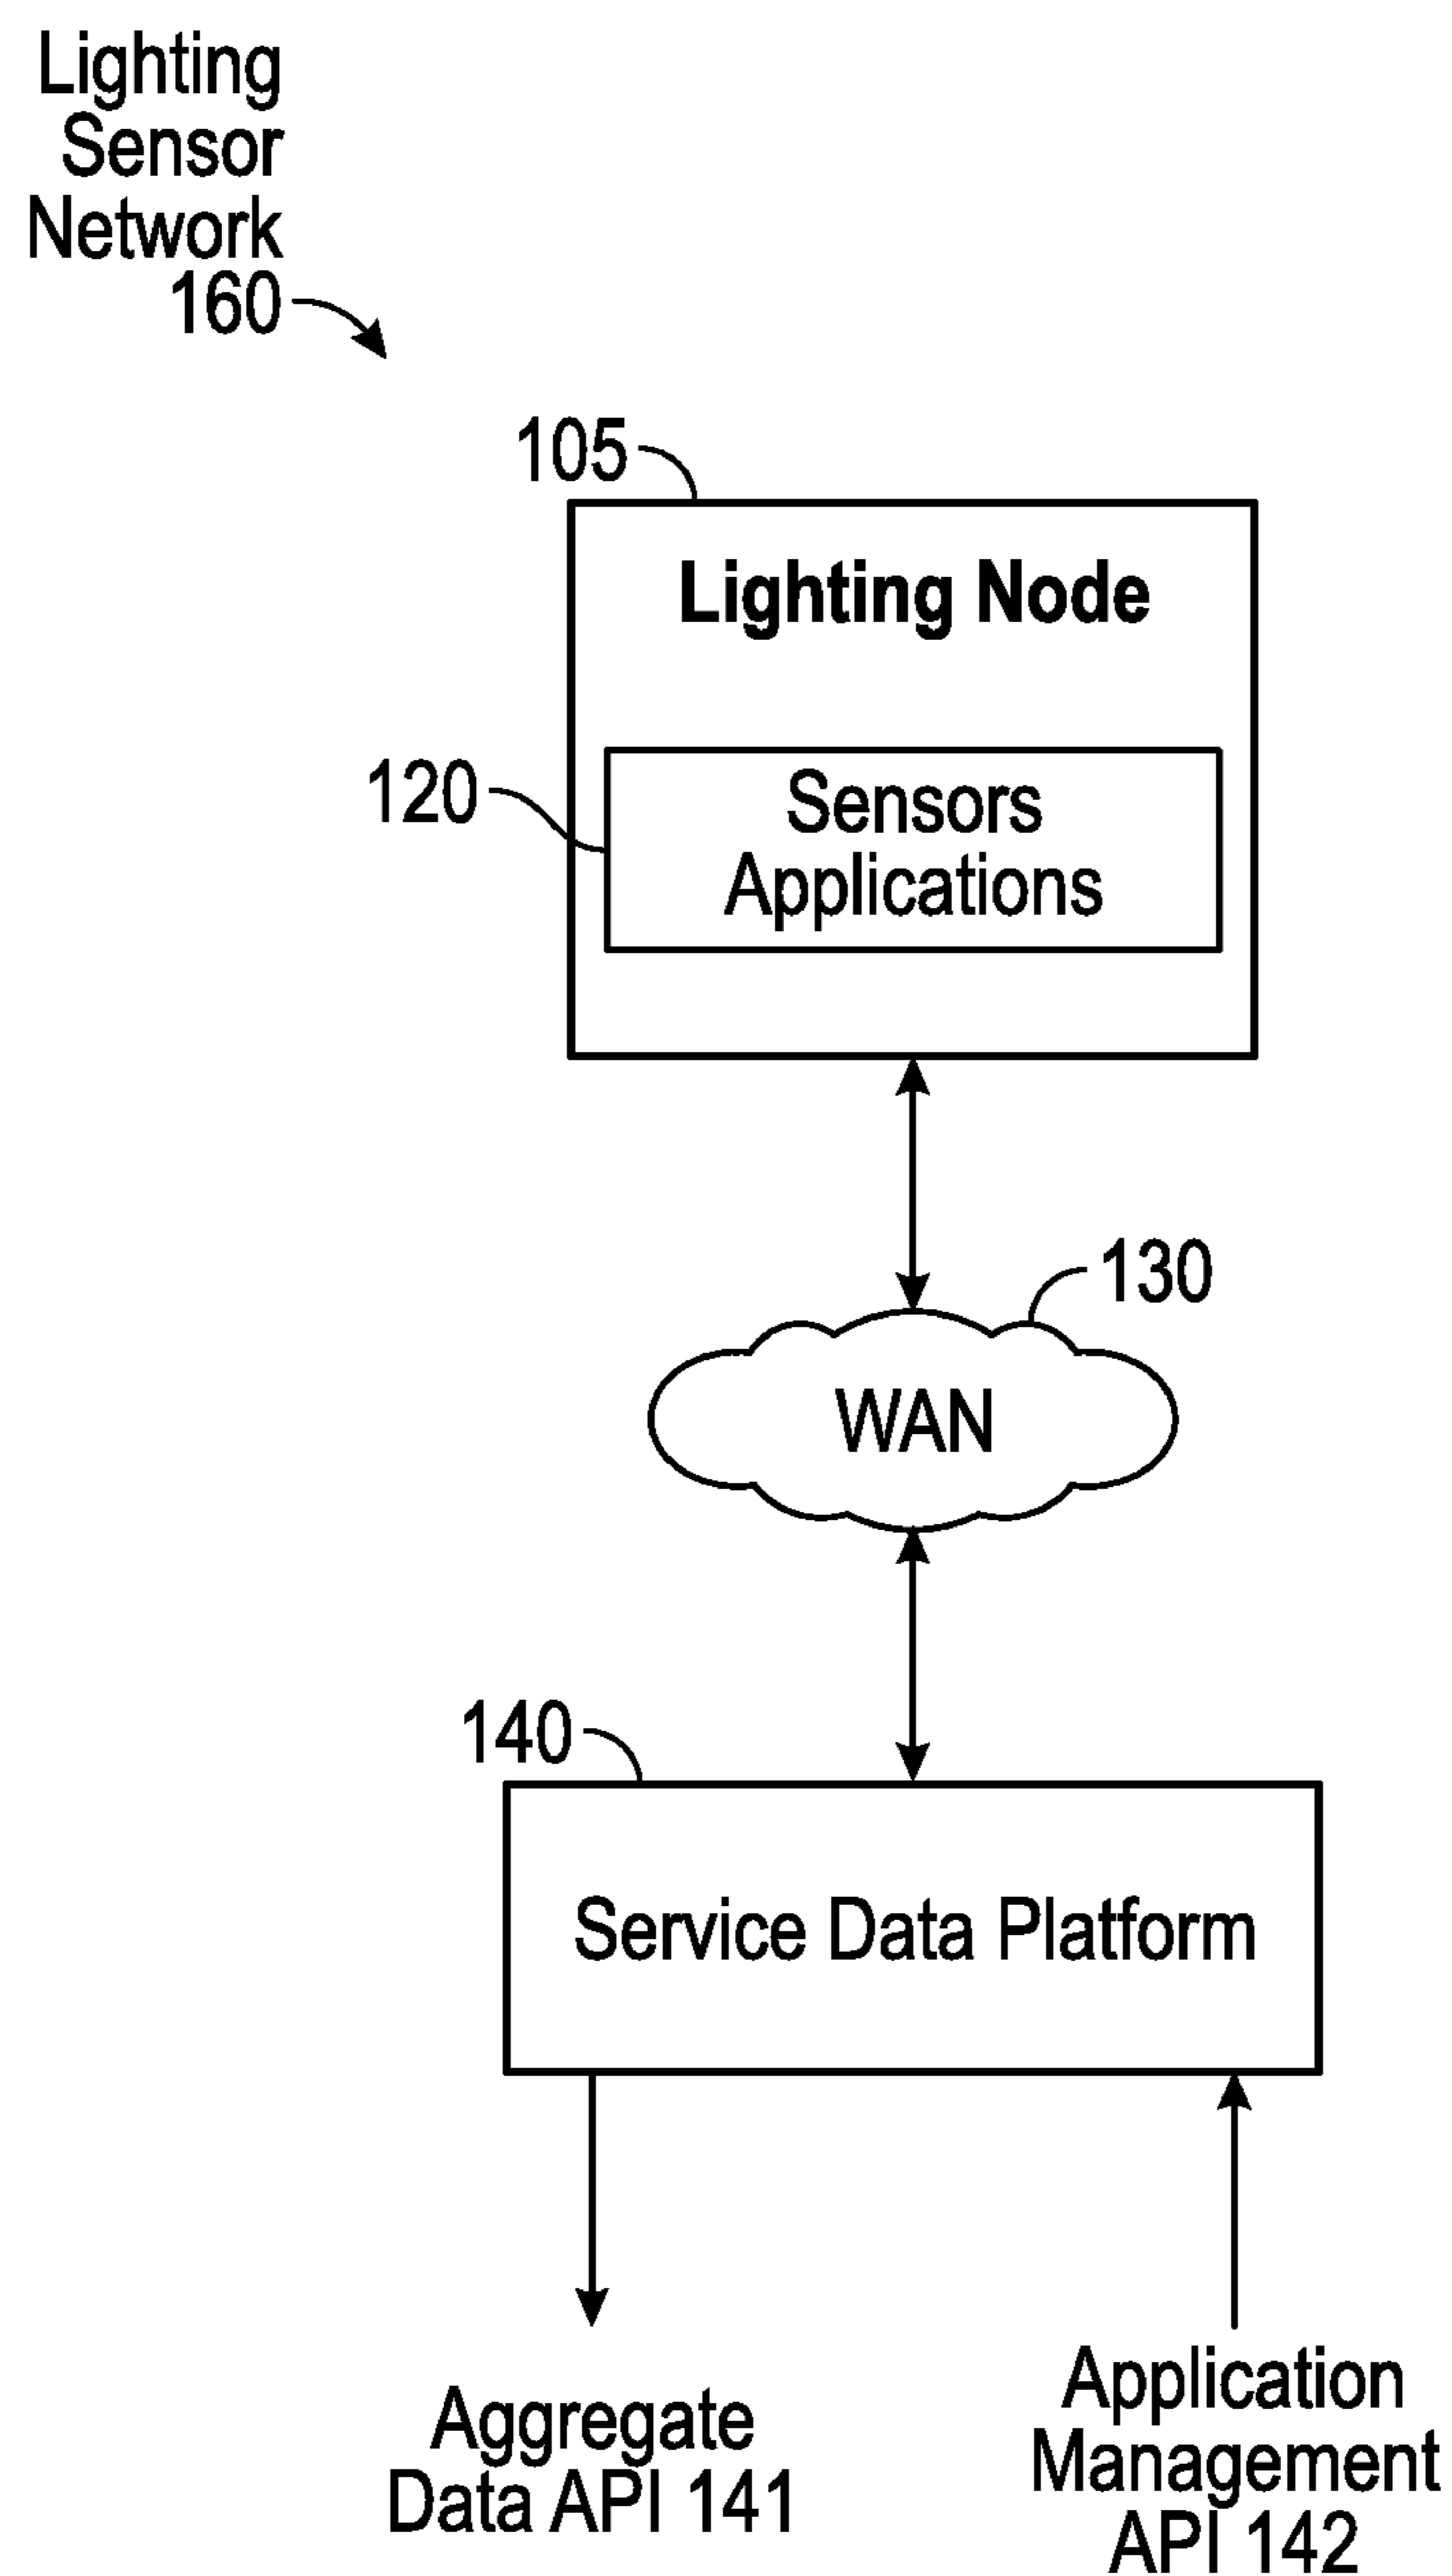 Lighting
Sensor
Network
160
105
Lighting Node
120
Sensors
Applications
130
WAN
140
Service Data Platform
Aggregate
Data API 141
Application
Management
API 142